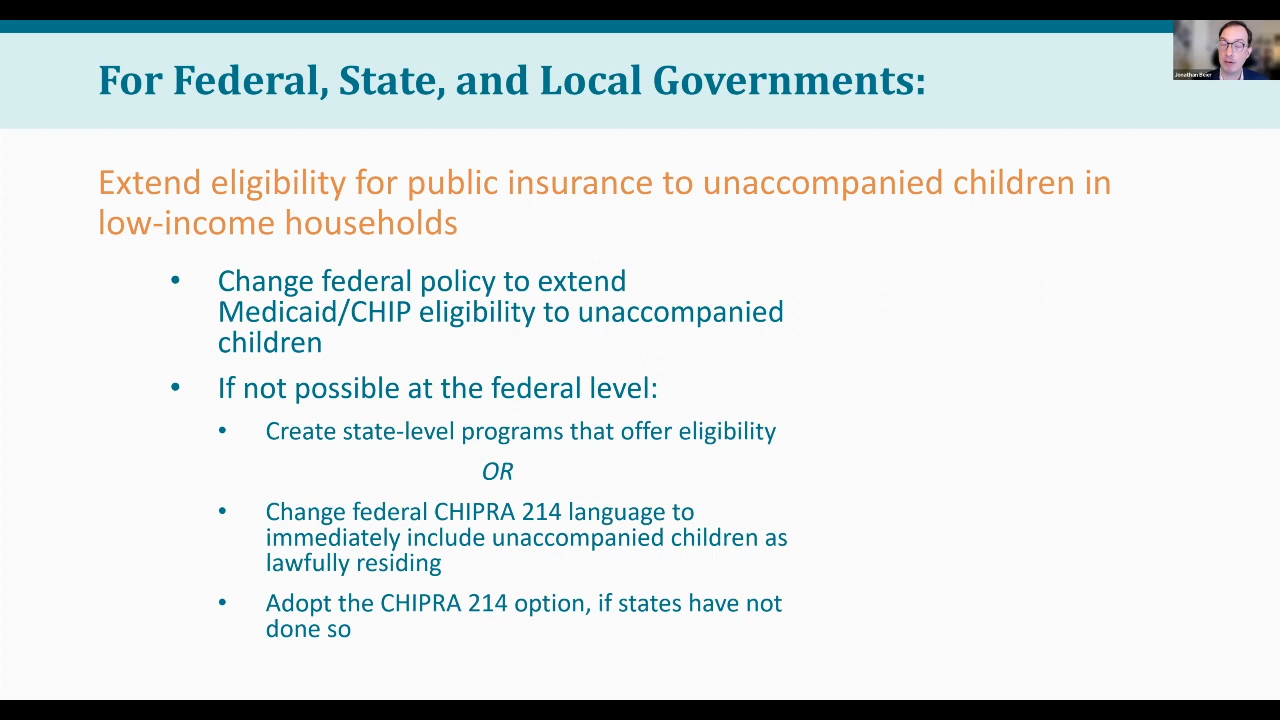 For Federal, State, and Local Governments:
Jonathan Beier
Extend eligibility for public insurance to unaccompanied children in
low-income households
• Change federal policy to extend
Medicaid/CHIP eligibility to unaccompanied
children
• If not possible at the federal level:
• Create state-level programs that offer eligibility
OR
• Change federal CHIPRA 214 language to
immediately include unaccompanied children as
lawfully residing
• Adopt the CHIPRA 214 option, if states have not
done so